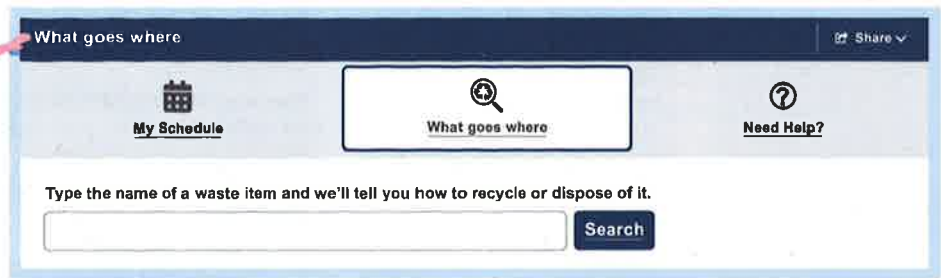 What goes where
Share
My Schedule
What goes where
Need Help?
Type the name of a waste item and we'll tell you how to recycle or dispose of it.
Search